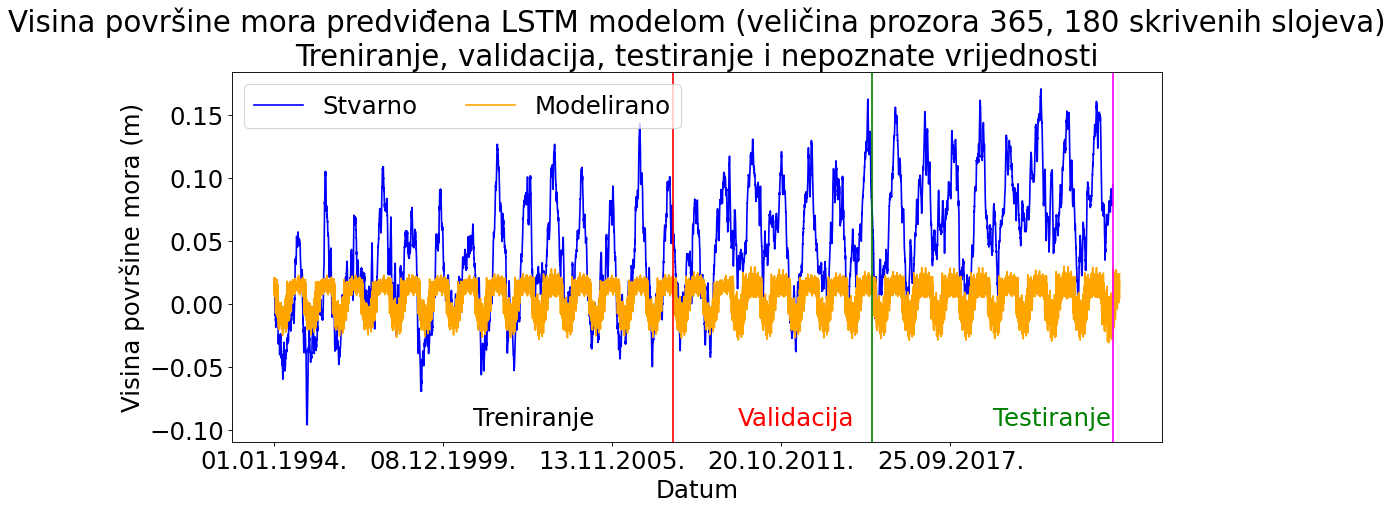 Visina površine mora predviđena LSTM modelom (veličina prozora 365, 180 skrivenih slojeva)
Treniranje, validacija, testiranje i nepoznate vrijednosti
Stvarno
Modelirano
Visina površine mora (m)
0.15
0.10
0.05
0.00
−0.05
−0.10
Treniranje
Validacija
Testiranje
01.01.1994.
08.12.1999.
13.11.2005.
20.10.2011.
25.09.2017.
Datum